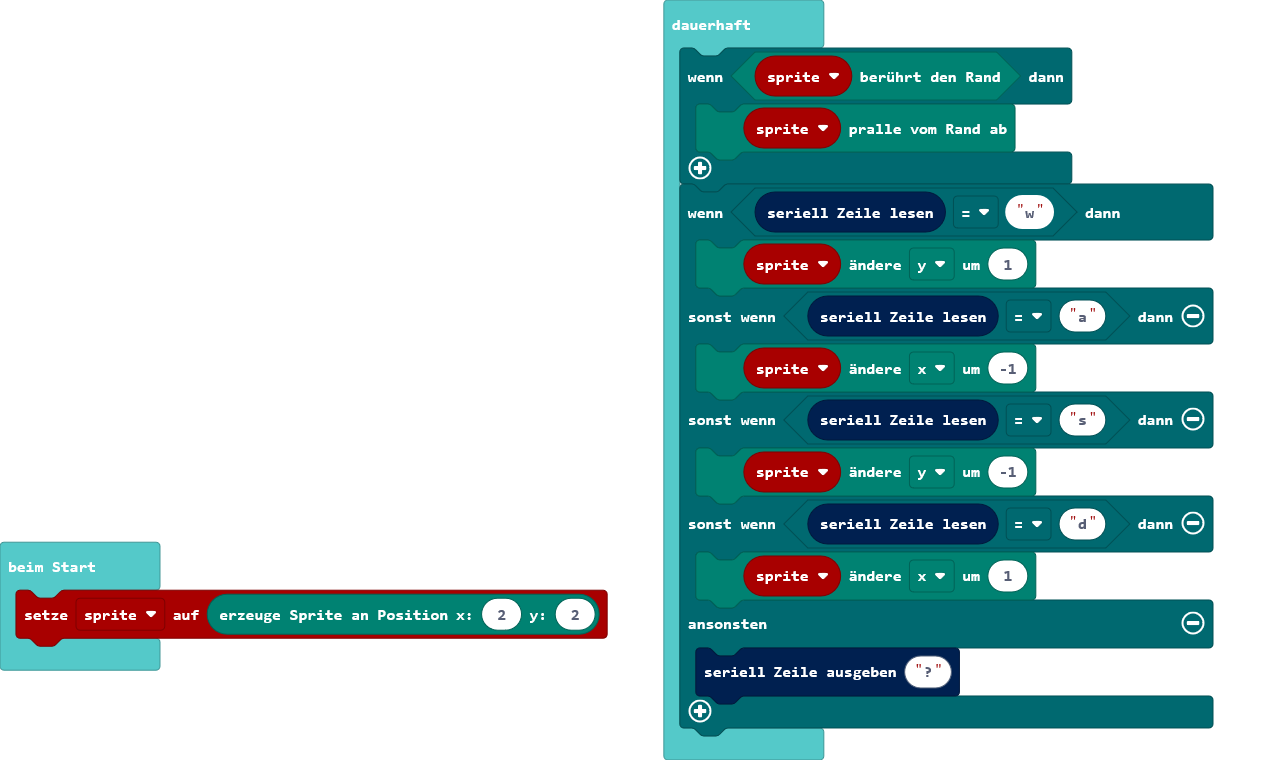 dauerhaft
wenn sprite berührt den Rand dann
sprite pralle vom Rand ab
wenn seriell Zeile lesen = "w" dann
sprite ändere y um 1
sonst wenn seriell Zeile lesen = "a" dann
sprite ändere x um -1
sonst wenn seriell Zeile lesen = "s" dann
sprite ändere y um -1
sonst wenn seriell Zeile lesen = "d" dann
sprite ändere x um 1
ansonsten
seriell Zeile ausgeben "?"
beim Start
setze sprite auf erzeuge Sprite an Position x: 2 y: 2